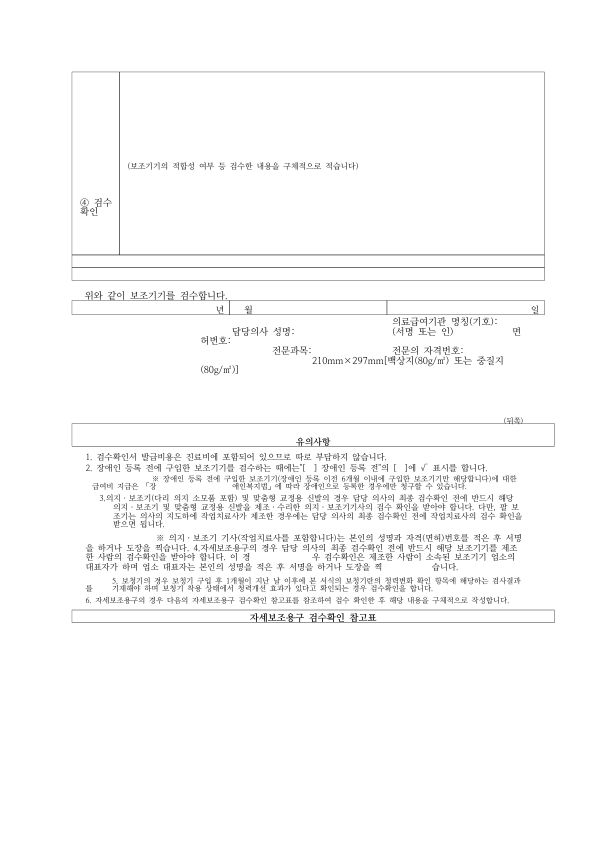 (보조기기의 적합성 여부 등 검수한 내용을 구체적으로 적습니다)
④ 검수
확인
위와 같이 보조기기를 검수합니다.
년 월 일
의료급여기관 명칭(기호):
담당의사 성명: (서명 또는 인) 면
허번호:
전문과목: 전문의 자격번호:
210mm×297mm[백상지(80g/㎡) 또는 중질지
(80g/㎡)]
(뒤쪽)
유의사항
1. 검수확인서 발급비용은 진료비에 포함되어 있으므로 따로 부담하지 않습니다.
2. 장애인 등록 전에 구입한 보조기기를 검수하는 때에는"[ ] 장애인 등록 전"의 [ ]에 √ 표시를 합니다.
※ 장애인 등록 전에 구입한 보조기기(장애인 등록 이전 6개월 이내에 구입한 보조기기만 해당합니다)에 대한
급여비 지급은 「장 애인복지법」에 따라 장애인으로 등록한 경우에만 청구할 수 있습니다.
3.의지ㆍ보조기(다리 의지 소모품 포함) 및 맞춤형 교정용 신발의 경우 담당 의사의 최종 검수확인 전에 반드시 해당
의지ㆍ보조기 및 맞춤형 교정용 신발을 제조ㆍ수리한 의지ㆍ보조기기사의 검수 확인을 받아야 합니다. 다만, 팔 보
조기는 의사의 지도하에 작업치료사가 제조한 경우에는 담당 의사의 최종 검수확인 전에 작업치료사의 검수 확인을
받으면 됩니다.
※ 의지ㆍ보조기 기사(작업치료사를 포함합니다)는 본인의 성명과 자격(면허)번호를 적은 후 서명
을 하거나 도장을 찍습니다. 4.자세보조용구의 경우 담당 의사의 최종 검수확인 전에 반드시 해당 보조기기를 제조
한 사람의 검수확인을 받아야 합니다. 이 경 우 검수확인은 제조한 사람이 소속된 보조기기 업소의
대표자가 하며 업소 대표자는 본인의 성명을 적은 후 서명을 하거나 도장을 찍 습니다.
5. 보청기의 경우 보청기 구입 후 1개월이 지난 날 이후에 본 서식의 보청기란의 청력변화 확인 항목에 해당하는 검사결과
를 기재해야 하며 보청기 착용 상태에서 청력개선 효과가 있다고 확인되는 경우 검수확인을 합니다.
6. 자세보조용구의 경우 다음의 자세보조용구 검수확인 참고표를 참조하여 검수 확인한 후 해당 내용을 구체적으로 작성합니다.
자세보조용구 검수확인 참고표